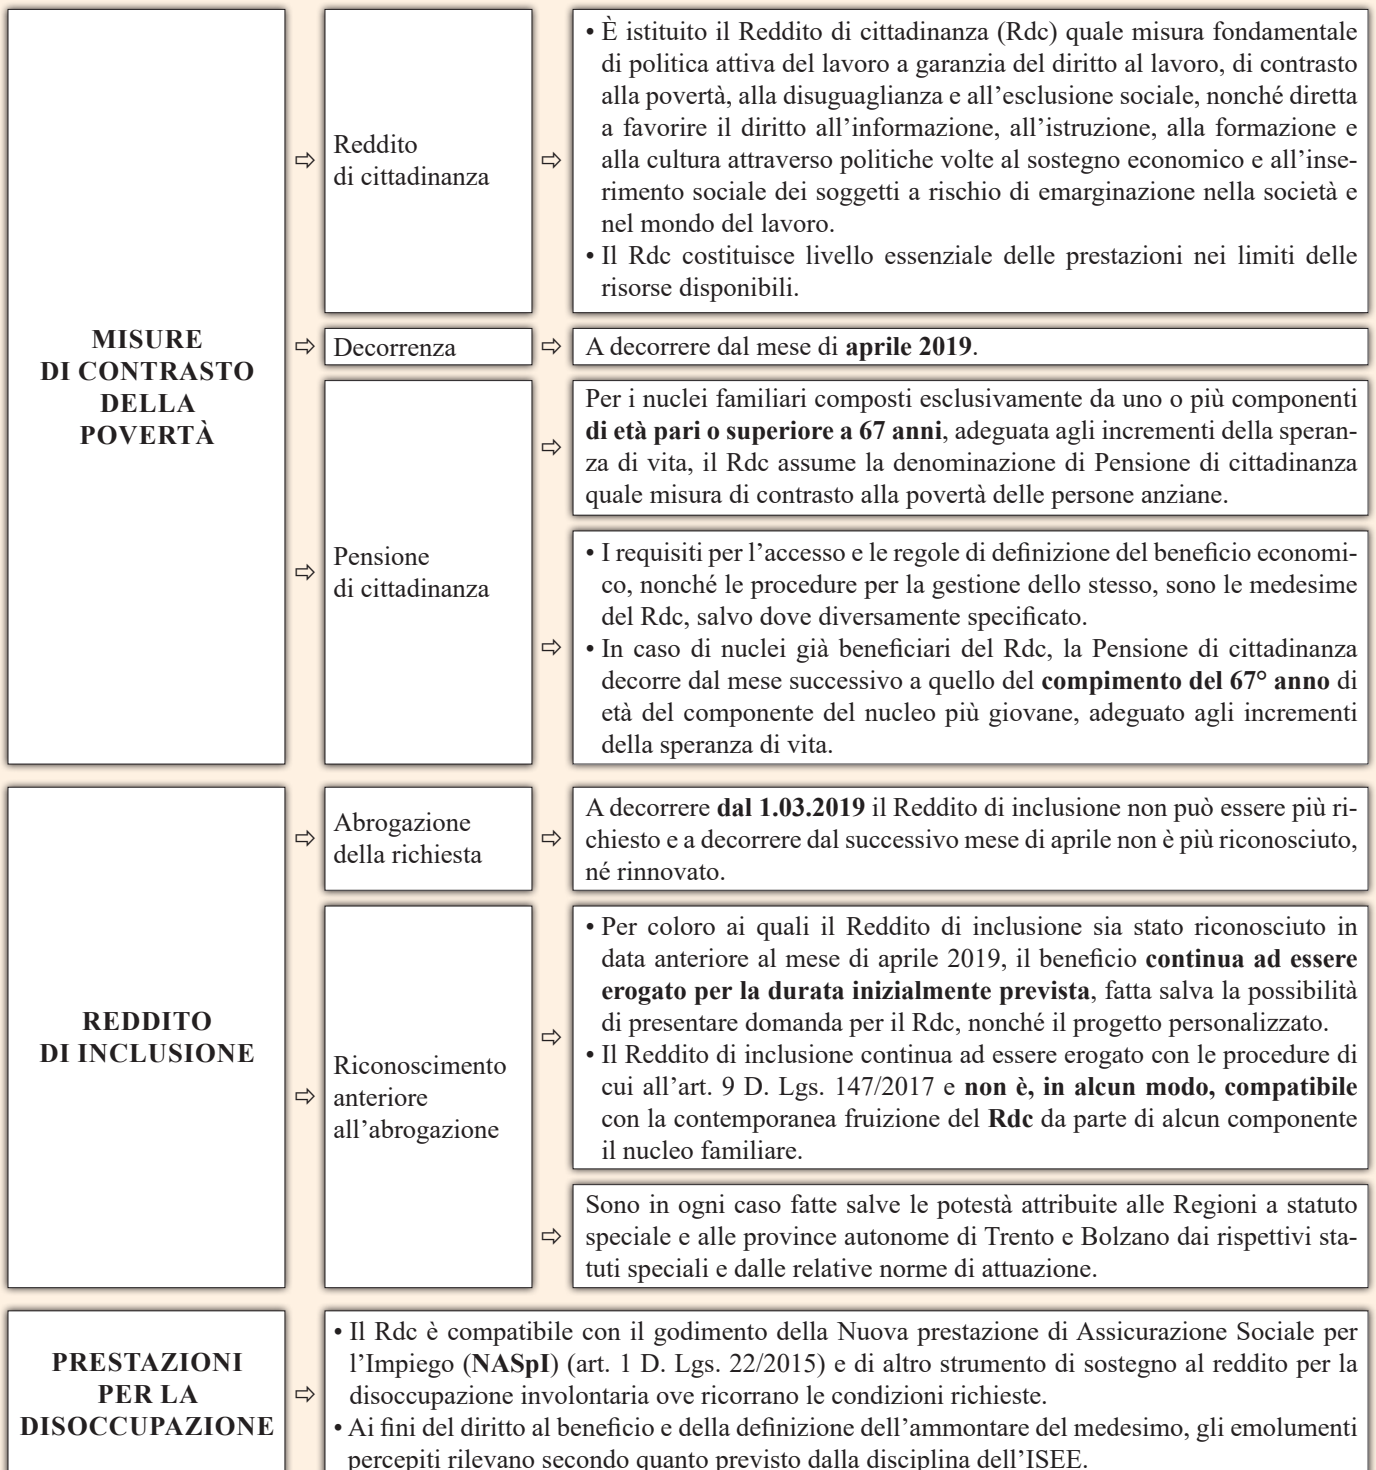 MISURE
DI CONTRASTO
DELLA
POVERTÀ
⇨
Reddito
di cittadinanza
⇨
• È istituito il Reddito di cittadinanza (Rdc) quale misura fondamentale
di politica attiva del lavoro a garanzia del diritto al lavoro, di contrasto
alla povertà, alla disuguaglianza e all’esclusione sociale, nonché diretta
a favorire il diritto all’informazione, all’istruzione, alla formazione e
alla cultura attraverso politiche volte al sostegno economico e all’inse-
rimento sociale dei soggetti a rischio di emarginazione nella società e
nel mondo del lavoro.
• Il Rdc costituisce livello essenziale delle prestazioni nei limiti delle
risorse disponibili.
⇨
Decorrenza
⇨
A decorrere dal mese di aprile 2019.
⇨
Pensione
di cittadinanza
⇨
Per i nuclei familiari composti esclusivamente da uno o più componenti
di età pari o superiore a 67 anni, adeguata agli incrementi della speran-
za di vita, il Rdc assume la denominazione di Pensione di cittadinanza
quale misura di contrasto alla povertà delle persone anziane.
⇨
• I requisiti per l’accesso e le regole di definizione del beneficio economi-
co, nonché le procedure per la gestione dello stesso, sono le medesime
del Rdc, salvo dove diversamente specificato.
• In caso di nuclei già beneficiari del Rdc, la Pensione di cittadinanza
decorre dal mese successivo a quello del compimento del 67° anno di
età del componente del nucleo più giovane, adeguato agli incrementi
della speranza di vita.
REDDITO
DI INCLUSIONE
⇨
Abrogazione
della richiesta
⇨
A decorrere dal 1.03.2019 il Reddito di inclusione non può essere più ri-
chiesto e a decorrere dal successivo mese di aprile non è più riconosciuto,
né rinnovato.
⇨
Riconoscimento
anteriore
all’abrogazione
⇨
• Per coloro ai quali il Reddito di inclusione sia stato riconosciuto in
data anteriore al mese di aprile 2019, il beneficio continua ad essere
erogato per la durata inizialmente prevista, fatta salva la possibilità
di presentare domanda per il Rdc, nonché il progetto personalizzato.
• Il Reddito di inclusione continua ad essere erogato con le procedure di
cui all’art. 9 D. Lgs. 147/2017 e non è, in alcun modo, compatibile
con la contemporanea fruizione del Rdc da parte di alcun componente
il nucleo familiare.
⇨
Sono in ogni caso fatte salve le potestà attribuite alle Regioni a statuto
speciale e alle province autonome di Trento e Bolzano dai rispettivi sta-
tuti speciali e dalle relative norme di attuazione.
PRESTAZIONI
PER LA
DISOCCUPAZIONE
⇨
• Il Rdc è compatibile con il godimento della Nuova prestazione di Assicurazione Sociale per
l’Impiego (NASpI) (art. 1 D. Lgs. 22/2015) e di altro strumento di sostegno al reddito per la
disoccupazione involontaria ove ricorrano le condizioni richieste.
• Ai fini del diritto al beneficio e della definizione dell’ammontare del medesimo, gli emolumenti
percepiti rilevano secondo quanto previsto dalla disciplina dell’ISEE.